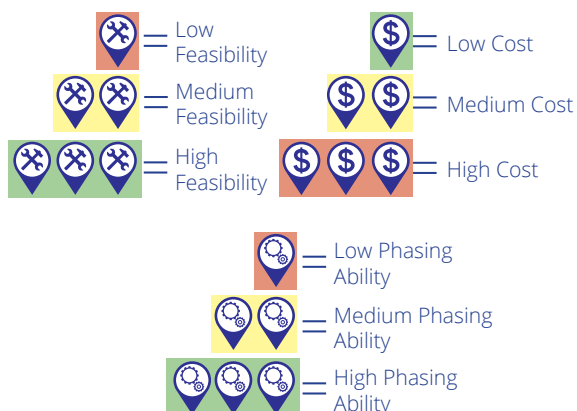 Low
Feasibility
Medium
Feasibility
High
Feasibility
$ = Low Cost
$ $ = Medium Cost
$ $ $ = High Cost
Low Phasing
Ability
Medium Phasing
Ability
High Phasing
Ability